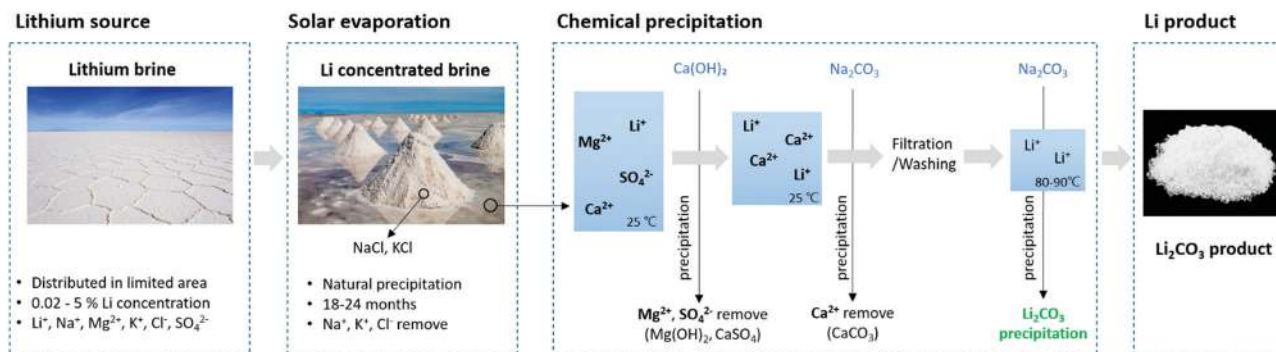 Lithium source
Lithium brine
• Distributed in limited area
• 0.02 - 5 % Li concentration
• Li⁺, Na⁺, Mg²⁺, K⁺, Cl⁻, SO₄²⁻
Solar evaporation
Li concentrated brine
NaCl, KCl
• Natural precipitation
• 18-24 months
• Na⁺, K⁺, Cl⁻ remove
Chemical precipitation
Ca(OH)₂
Na₂CO₃
Na₂CO₃
Li⁺
Mg²⁺
SO₄²⁻
Ca²⁺
25 ℃
precipitation
Mg²⁺, SO₄²⁻ remove
(Mg(OH)₂, CaSO₄)
Li⁺
Ca²⁺
Ca²⁺
Li⁺
25 ℃
precipitation
Ca²⁺ remove
(CaCO₃)
Filtration
/Washing
Li⁺
Li⁺
80-90℃
precipitation
Li₂CO₃
precipitation
Li product
Li₂CO₃ product